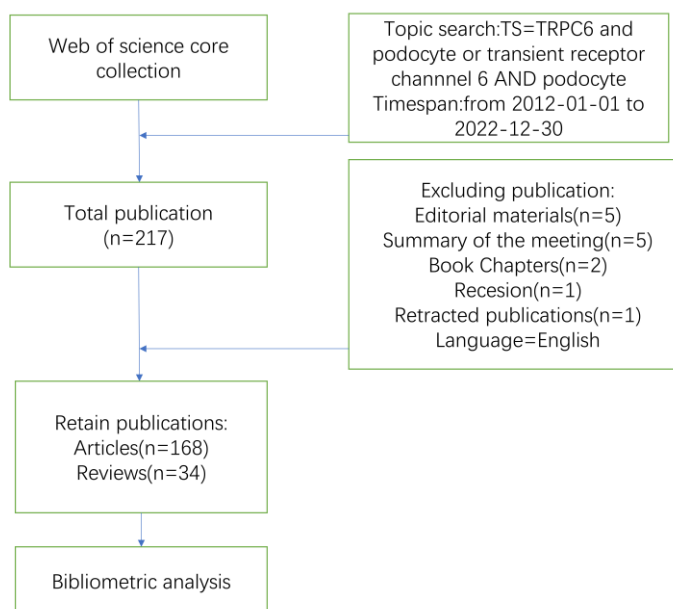 Web of science core
collection
Topic search:TS=TRPC6 and
podocyte or transient receptor
channnel 6 AND podocyte
Timespan:from 2012-01-01 to
2022-12-30
Total publication
(n=217)
Excluding publication:
Editorial materials(n=5)
Summary of the meeting(n=5)
Book Chapters(n=2)
Recesion(n=1)
Retracted publications(n=1)
Language=English
Retain publications:
Articles(n=168)
Reviews(n=34)
Bibliometric analysis